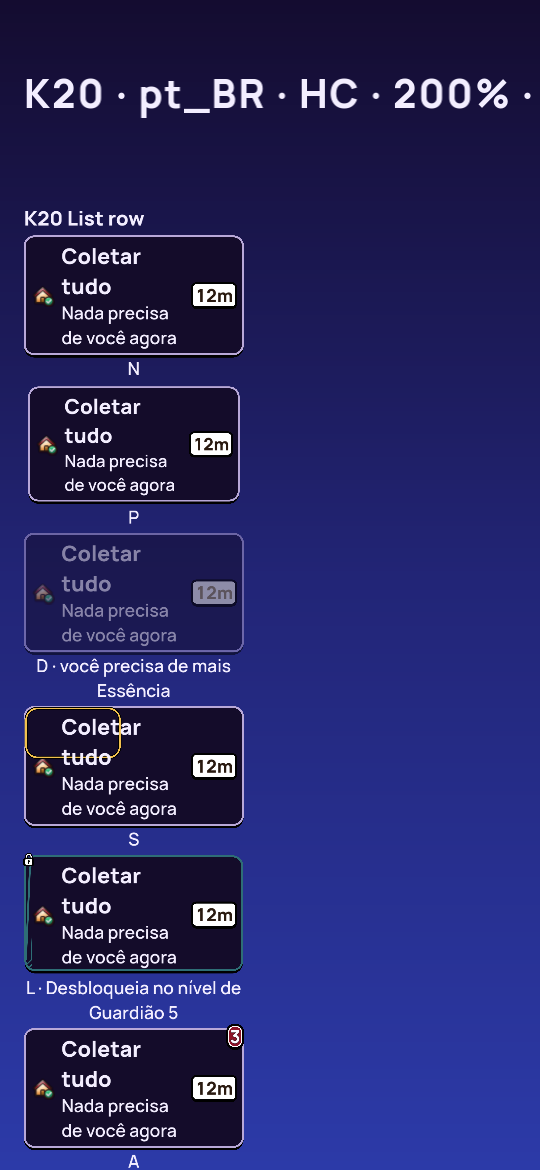 K20 · pt_BR · HC · 200% ·
K20 List row
Coletar
tudo
Nada precisa
de você agora
12m
N
Coletar
tudo
Nada precisa
de você agora
12m
P
Coletar
tudo
Nada precisa
de você agora
12m
D · você precisa de mais
Essência
Coletar
tudo
Nada precisa
de você agora
12m
S
Coletar
tudo
Nada precisa
de você agora
12m
L · Desbloqueia no nível de
Guardião 5
3
Coletar
tudo
Nada precisa
de você agora
12m
A